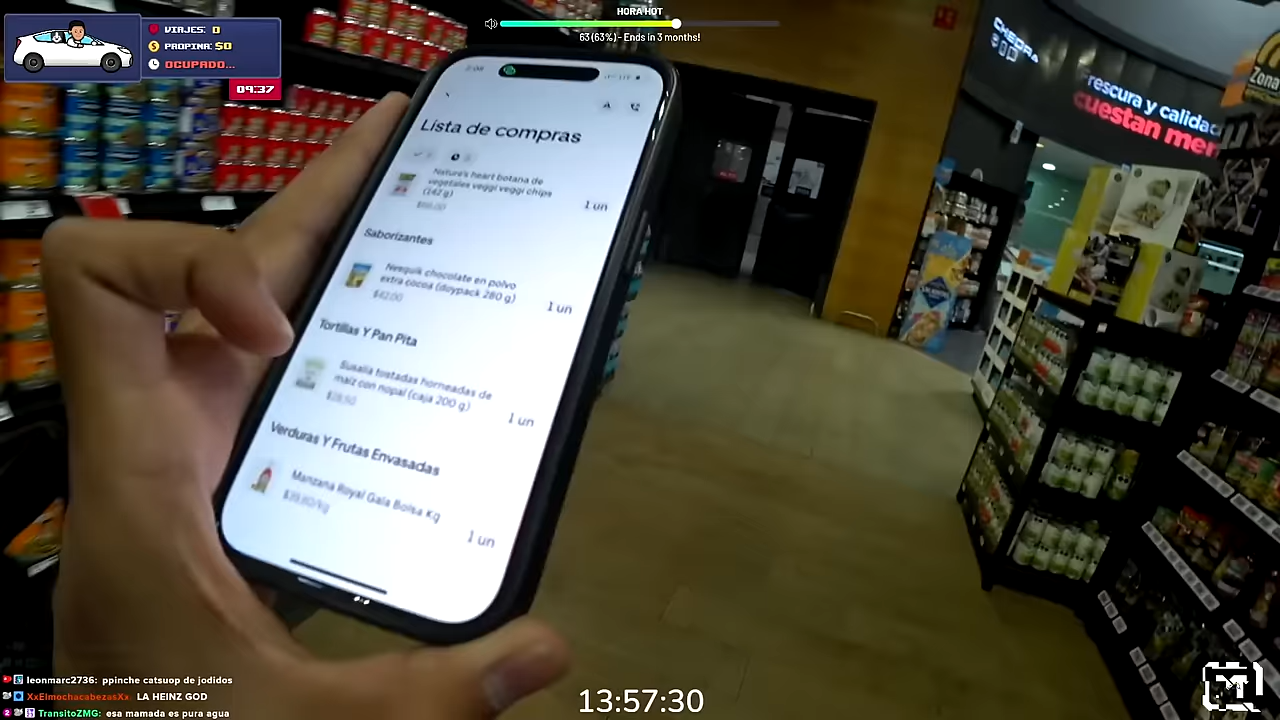 VIAJES: 0
PROPINA: $0
OCUPADO...
09:37
HORA HOT
63 (63%) - Ends in 3 months!
Lista de compras
Nature's heart botana de
vegetales veggi veggi chips
(142 g)
1 un
Saborizantes
Nesquik chocolate en polvo
extra cocoa (doypack 280 g)
$42.00
1 un
Tortillas Y Pan Pita
Susalia tostadas horneadas de
maíz con nopal (caja 200 g)
1 un
Verduras Y Frutas Envasadas
Manzana Royal Gala Bolsa Kg
1 un
CHEDRA
frescura y calidad
cuestan men
Zona
leonmarc2736: ppinche catsuop de jodidos
XxElmochacabezasXx: LA HEINZ GOD
TransitoZMG: esa mamada es pura agua
13:57:30